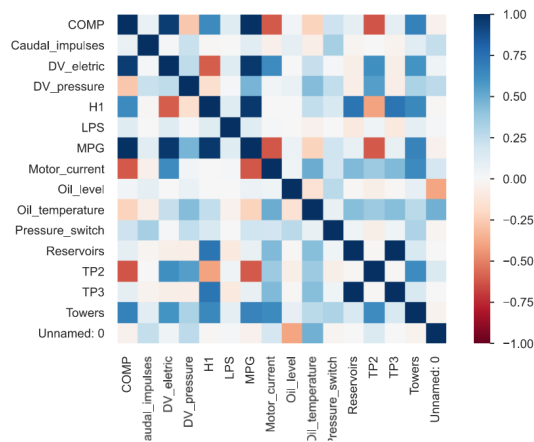 COMP
Caudal_impulses
DV_eletric
DV_pressure
H1
LPS
MPG
Motor_current
Oil_level
Oil_temperature
Pressure_switch
Reservoirs
TP2
TP3
Towers
Unnamed: 0
COMP
audal_impulses
DV_eletric
DV_pressure
H1
LPS
MPG
Motor_current
Oil_level
Oil_temperature
Pressure_switch
Reservoirs
TP2
TP3
Towers
Unnamed: 0
1.00
0.75
0.50
0.25
0.00
−0.25
−0.50
−0.75
−1.00